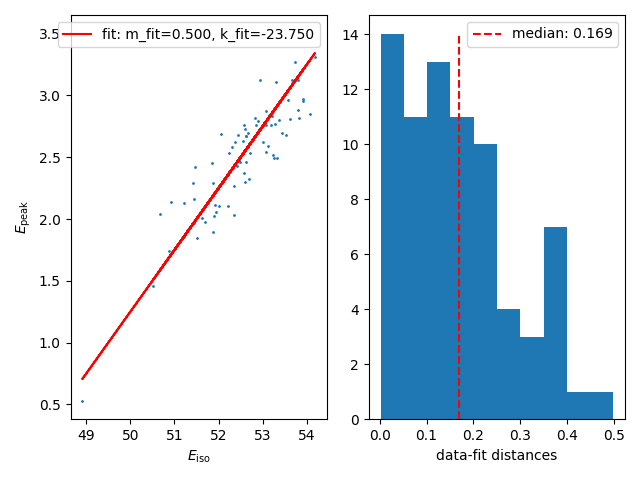 fit: m_fit=0.500, k_fit=-23.750
3.5
3.0
2.5
2.0
1.5
1.0
0.5
E_peak
49 50 51 52 53 54
E_iso
median: 0.169
14
12
10
8
6
4
2
0
0.0 0.1 0.2 0.3 0.4 0.5
data-fit distances